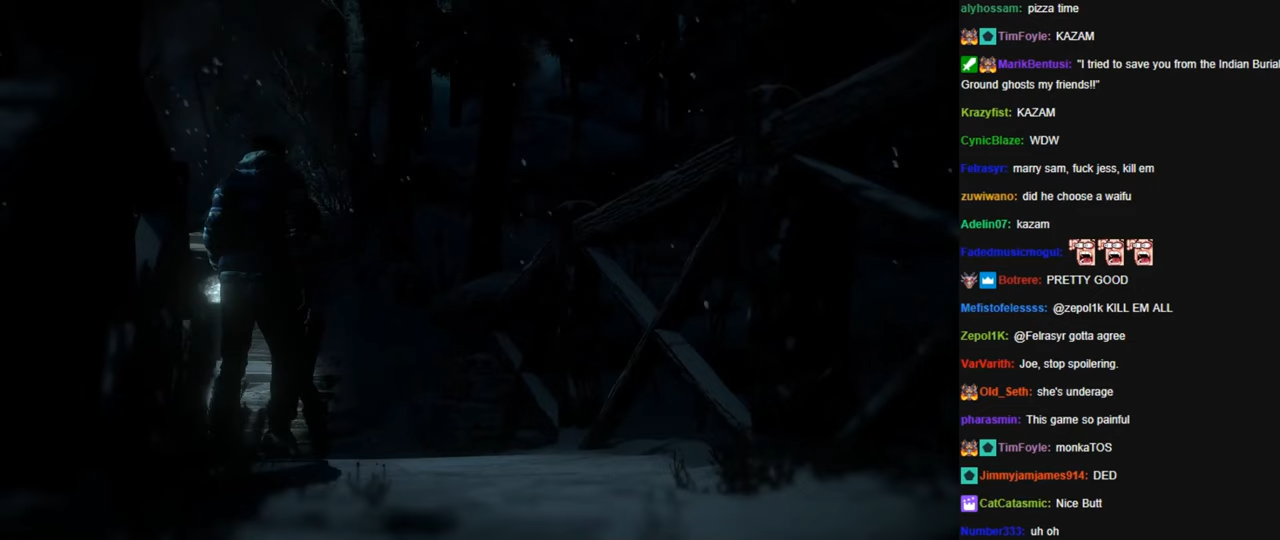 alyhossam: pizza time
TimFoyle: KAZAM
MarikBentusi: "I tried to save you from the Indian Burial
Ground ghosts my friends!!"
Krazyfist: KAZAM
CynicBlaze: WDW
Felrasyr: marry sam, fuck jess, kill em
zuwiwano: did he choose a waifu
Adelin07: kazam
Fadedmusicmogul:
Botrere: PRETTY GOOD
Mefistofelessss: @zepol1k KILL EM ALL
Zepol1K: @Felrasyr gotta agree
VarVarith: Joe, stop spoilering.
Old_Seth: she's underage
pharasmin: This game so painful
TimFoyle: monkaTOS
Jimmyjamjames914: DED
CatCatasmic: Nice Butt
Number333: uh oh